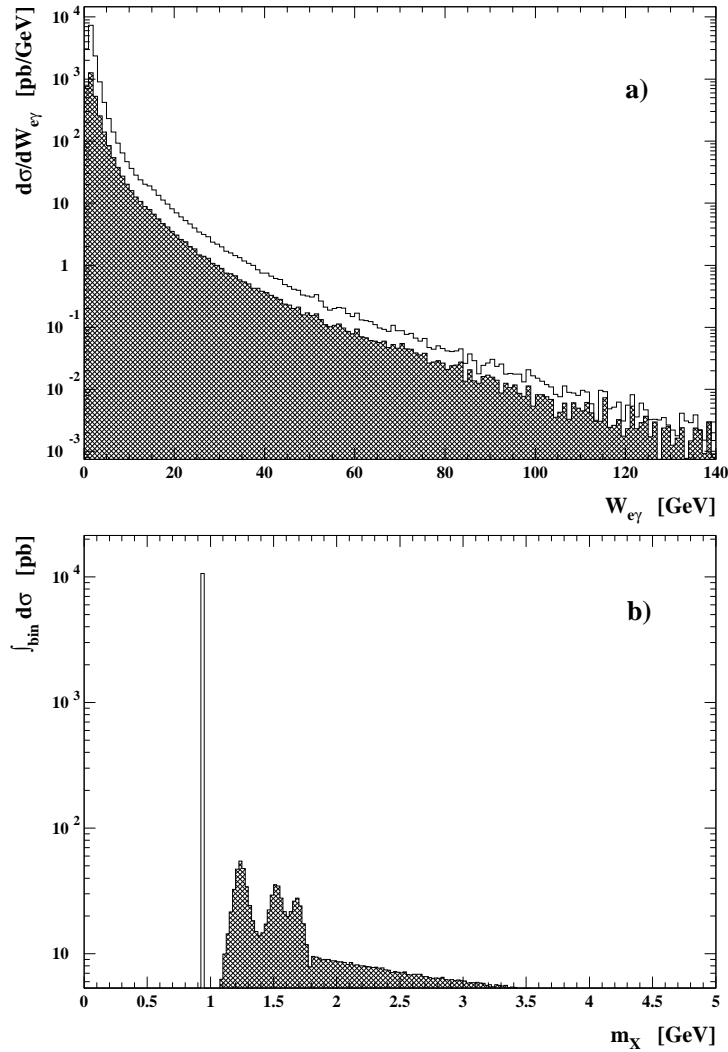 dσ/dW_eγ [pb/GeV]
10^4
10^3
10^2
10
1
10^-1
10^-2
10^-3
a)
0 20 40 60 80 100 120 140
W_eγ [GeV]
∫_bin dσ [pb]
10^4
10^3
10^2
10
b)
0 0.5 1 1.5 2 2.5 3 3.5 4 4.5 5
m_X [GeV]